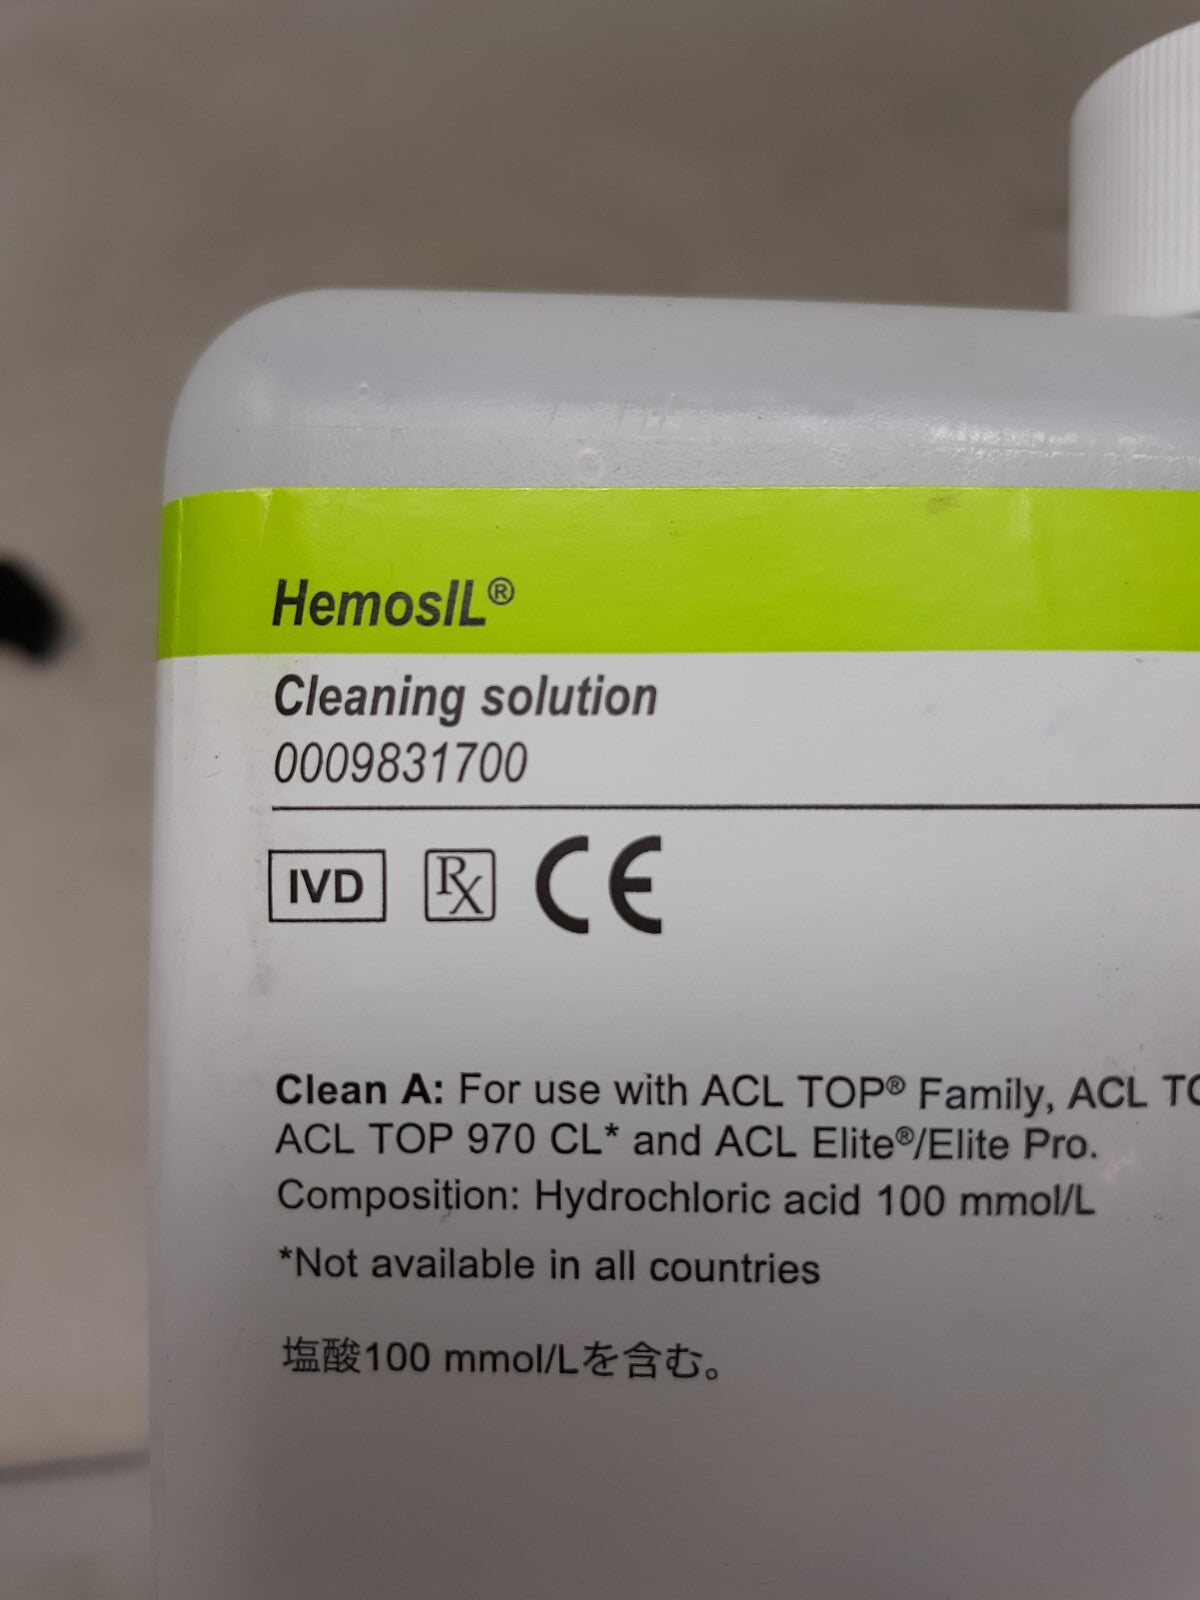 HemosIL®
Cleaning solution
0009831700
IVD Rx CE
Clean A: For use with ACL TOP® Family, ACL
ACL TOP 970 CL* and ACL Elite®/Elite Pro.
Composition: Hydrochloric acid 100 mmol/L
*Not available in all countries
塩酸100 mmol/Lを含む。